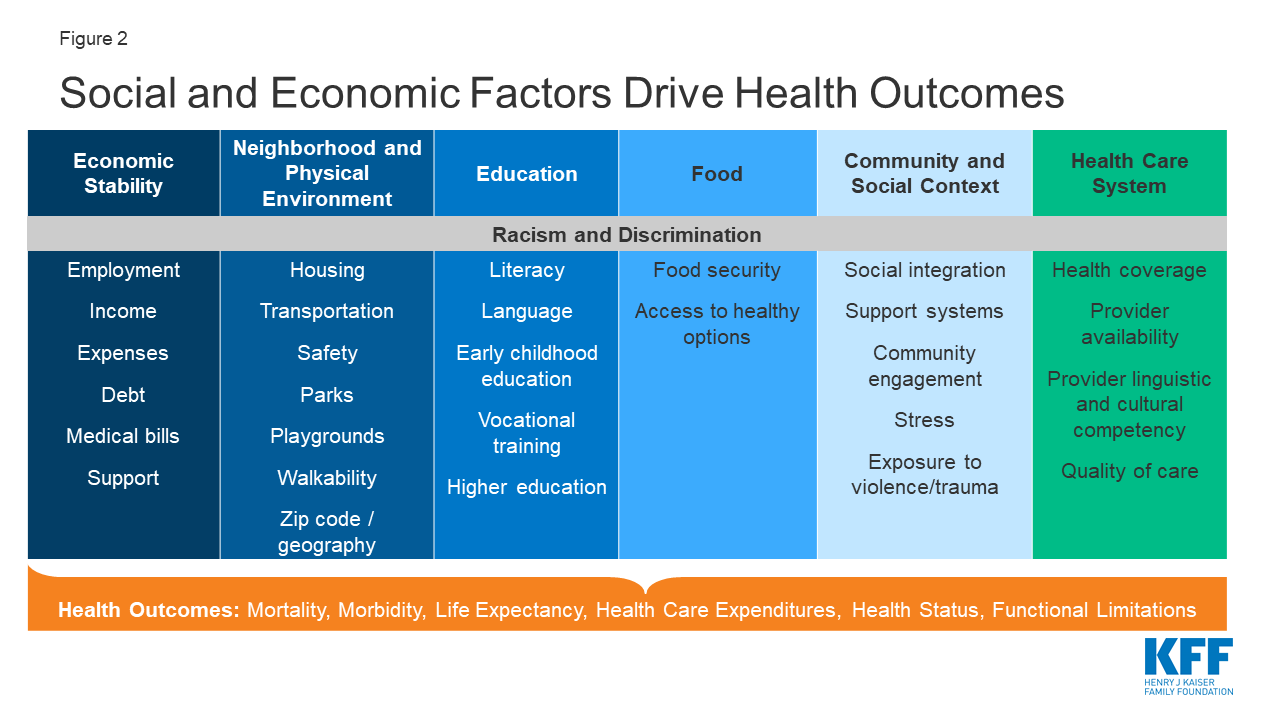 Figure 2
Social and Economic Factors Drive Health Outcomes
Economic
Stability
Neighborhood and
Physical
Environment
Education
Food
Community and
Social Context
Health Care
System
Racism and Discrimination
Employment
Income
Expenses
Debt
Medical bills
Support
Housing
Transportation
Safety
Parks
Playgrounds
Walkability
Zip code /
geography
Literacy
Language
Early childhood
education
Vocational
training
Higher education
Food security
Access to healthy
options
Social integration
Support systems
Community
engagement
Stress
Exposure to
violence/trauma
Health coverage
Provider
availability
Provider linguistic
and cultural
competency
Quality of care
Health Outcomes: Mortality, Morbidity, Life Expectancy, Health Care Expenditures, Health Status, Functional Limitations
KFF
HENRY J KAISER
FAMILY FOUNDATION